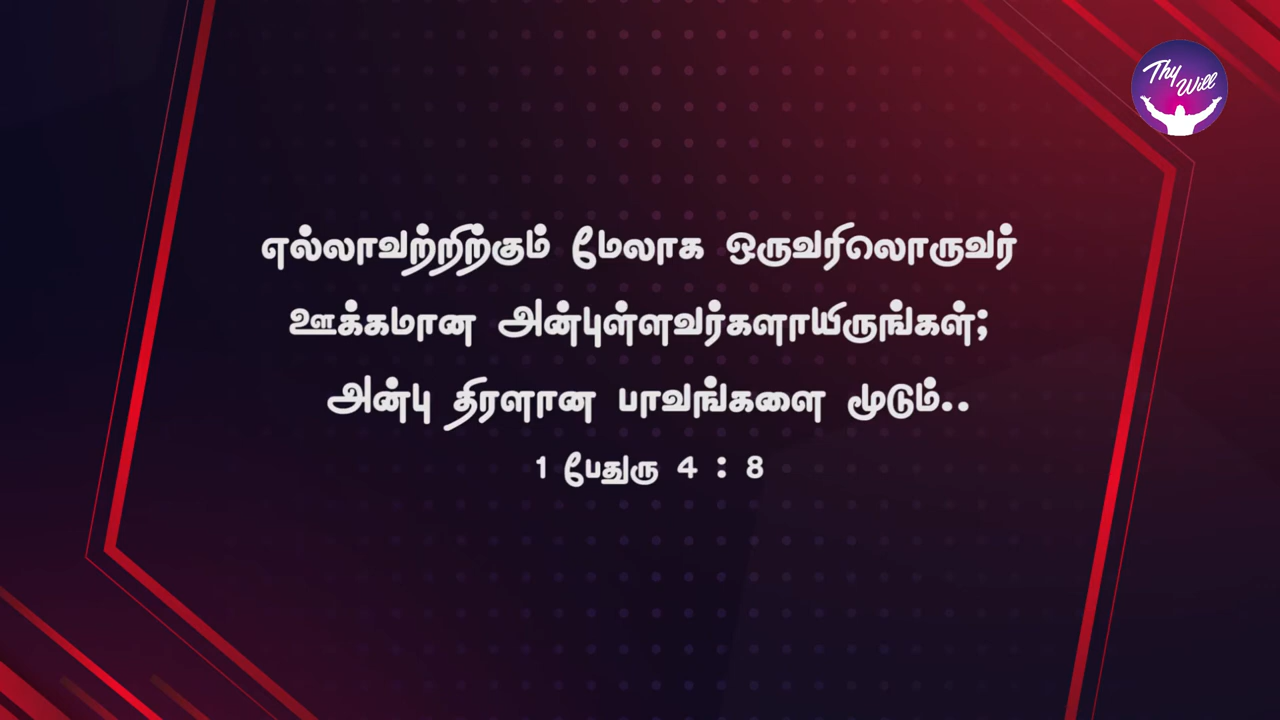 Thy Will
எல்லாவற்றிற்கும் மேலாக ஒருவரிலொருவர்
ஊக்கமான அன்புள்ளவர்களாயிருங்கள்;
அன்பு திரளான பாவங்களை மூடும்..
1 பேதுரு 4 : 8